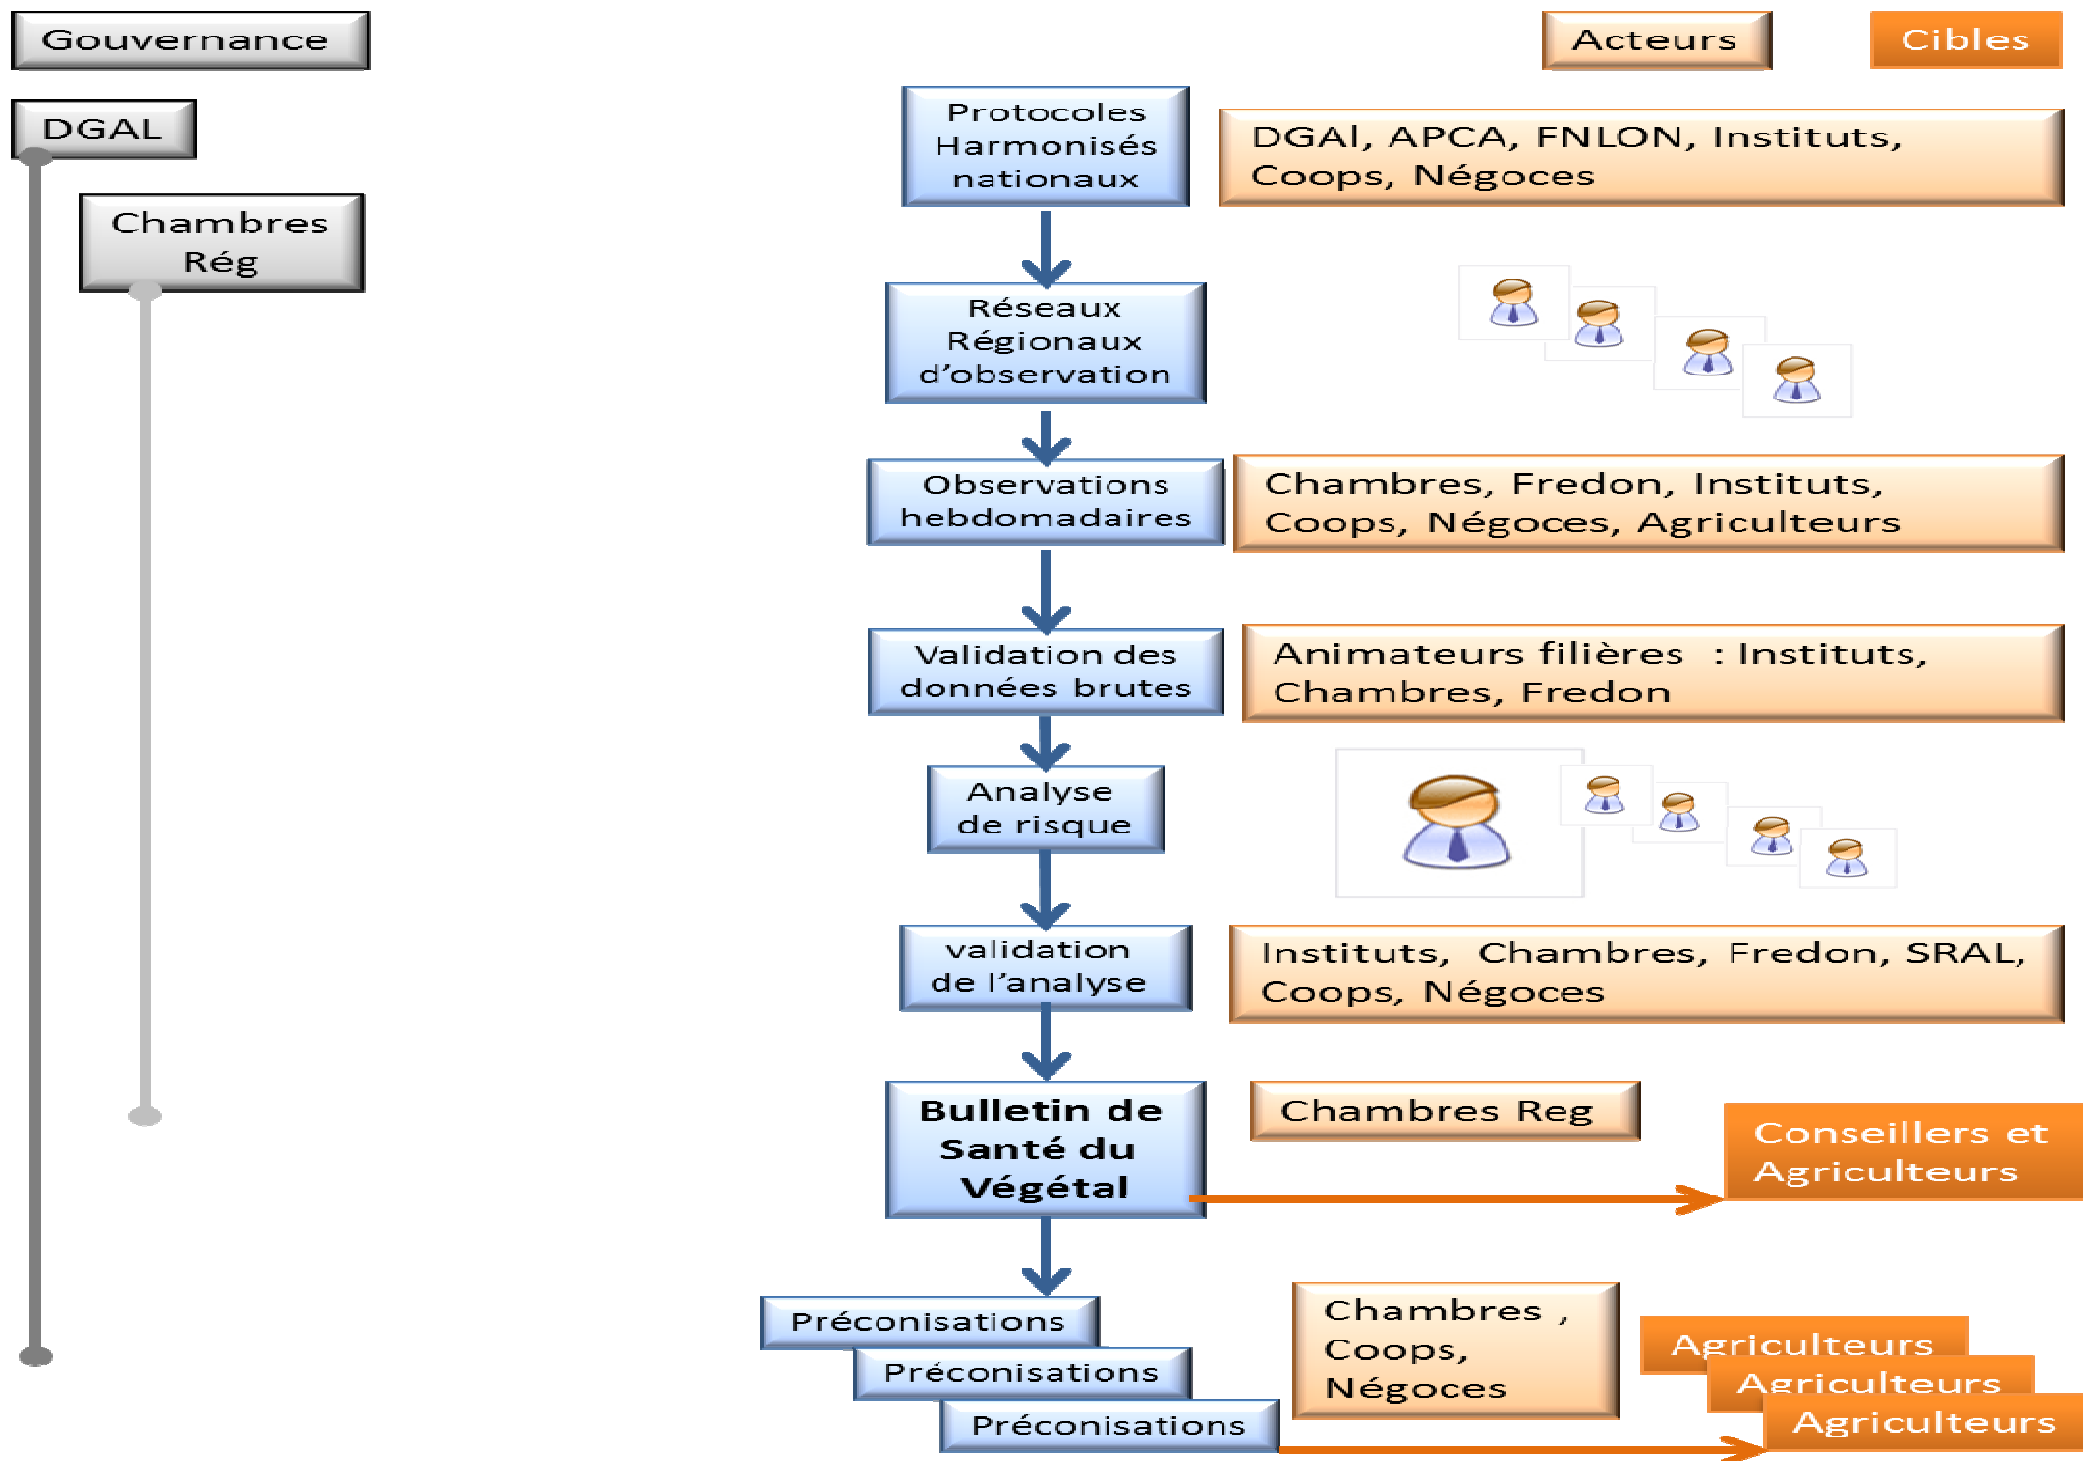 Gouvernance
Acteurs
Cibles
DGAL
Chambres
Rég
Protocoles
Harmonisés
nationaux
DGAl, APCA, FNLON, Instituts,
Coops, Négoces
Réseaux
Régionaux
d’observation
Observations
hebdomadaires
Chambres, Fredon, Instituts,
Coops, Négoces, Agriculteurs
Validation des
données brutes
Animateurs filières : Instituts,
Chambres, Fredon
Analyse
de risque
validation
de l’analyse
Instituts, Chambres, Fredon, SRAL,
Coops, Négoces
Bulletin de
Santé du
Végétal
Chambres Reg
Conseillers et
Agriculteurs
Préconisations
Préconisations
Préconisations
Chambres ,
Coops,
Négoces
Agriculteurs
Agriculteurs
Agriculteurs